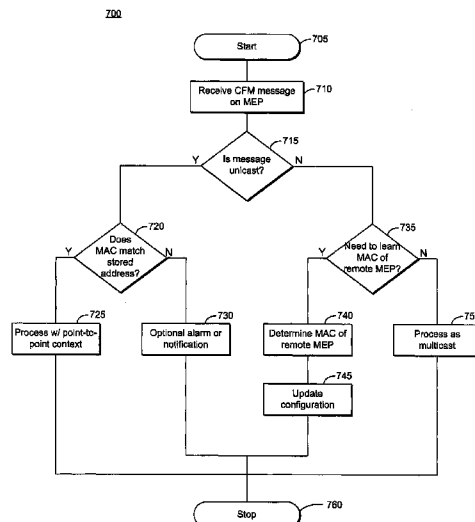 700
Start
705
Receive CFM message
on MEP
710
Is message
unicast?
715
Y
N
Does
MAC match
stored
address?
720
Y
N
Need to learn
MAC of
remote MEP?
735
Y
N
Process w/ point-to-
point context
725
Optional alarm or
notification
730
Determine MAC of
remote MEP
740
Process as
multicast
Update
configuration
745
Stop
760